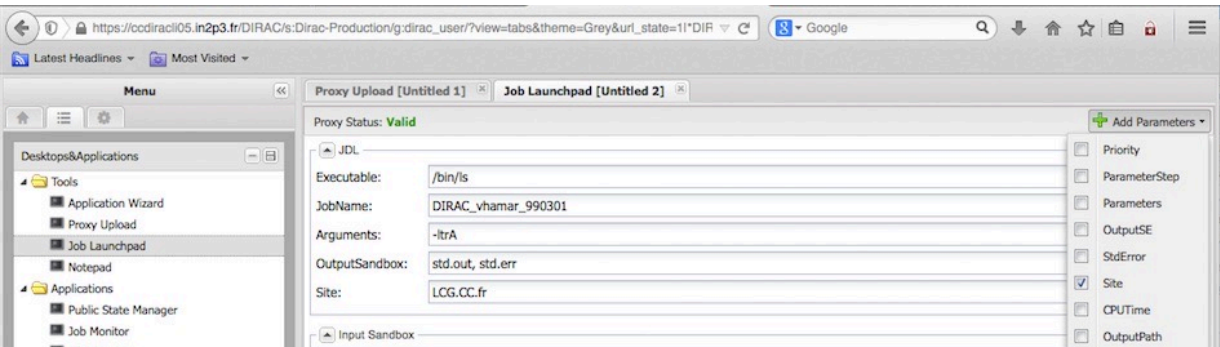 https://ccdiracli05.in2p3.fr/DIRAC/s:Dirac-Production/g:dirac_user/?view=tabs&theme=Grey&url_state=1|*DIR
Google
Latest Headlines
Most Visited
Menu
Proxy Upload [Untitled 1]
Job Launchpad [Untitled 2]
Proxy Status: Valid
Add Parameters
Desktops&Applications
Tools
Application Wizard
Proxy Upload
Job Launchpad
Notepad
Applications
Public State Manager
Job Monitor
JDL
Executable: /bin/ls
JobName: DIRAC_vhamar_990301
Arguments: -ltrA
OutputSandbox: std.out, std.err
Site: LCG.CC.fr
Input Sandbox
Priority
ParameterStep
Parameters
OutputSE
StdError
Site
CPUTime
OutputPath